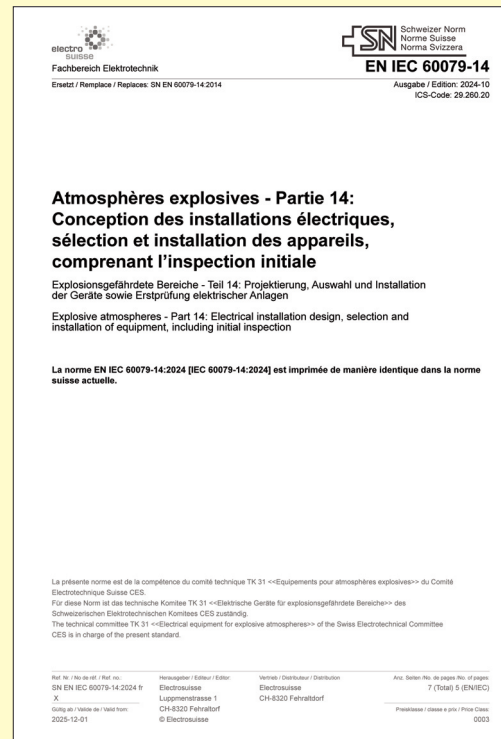 electro
suisse
Fachbereich Elektrotechnik
SN
Schweizer Norm
Norme Suisse
Norma Svizzera
EN IEC 60079-14
Ersetzt / Remplace / Replaces: SN EN 60079-14:2014
Ausgabe / Edition: 2024-10
ICS-Code: 29.260.20
Atmosphères explosives - Partie 14:
Conception des installations électriques,
sélection et installation des appareils,
comprenant l'inspection initiale
Explosionsgefährdete Bereiche - Teil 14: Projektierung, Auswahl und Installation
der Geräte sowie Erstprüfung elektrischer Anlagen
Explosive atmospheres - Part 14: Electrical installation design, selection and
installation of equipment, including initial inspection
La norme EN IEC 60079-14:2024 [IEC 60079-14:2024] est imprimée de manière identique dans la norme
suisse actuelle.
La présente norme est de la compétence du comité technique TK 31 <<Equipements pour atmosphères explosives>> du Comité
Electrotechnique Suisse CES.
Für diese Norm ist das technische Komitee TK 31 <<Elektrische Geräte für explosionsgefährdete Bereiche>> des
Schweizerischen Elektrotechnischen Komitees CES zuständig.
The technical committee TK 31 <<Electrical equipment for explosive atmospheres>> of the Swiss Electrotechnical Committee
CES is in charge of the present standard.
Ref. Nr. / No de réf. / Ref. no.:
SN EN IEC 60079-14:2024 fr
X
Gültig ab / Valide de / Valid from:
2025-12-01
Herausgeber / Editeur / Editor:
Electrosuisse
Luppmenstrasse 1
CH-8320 Fehraltorf
© Electrosuisse
Vertrieb / Distributeur / Distribution
Electrosuisse
CH-8320 Fehraltdorf
Anz. Seiten /No. de pages /No. of pages:
7 (Total) 5 (EN/IEC)
Preisklasse / classe e prix / Price Class:
0003